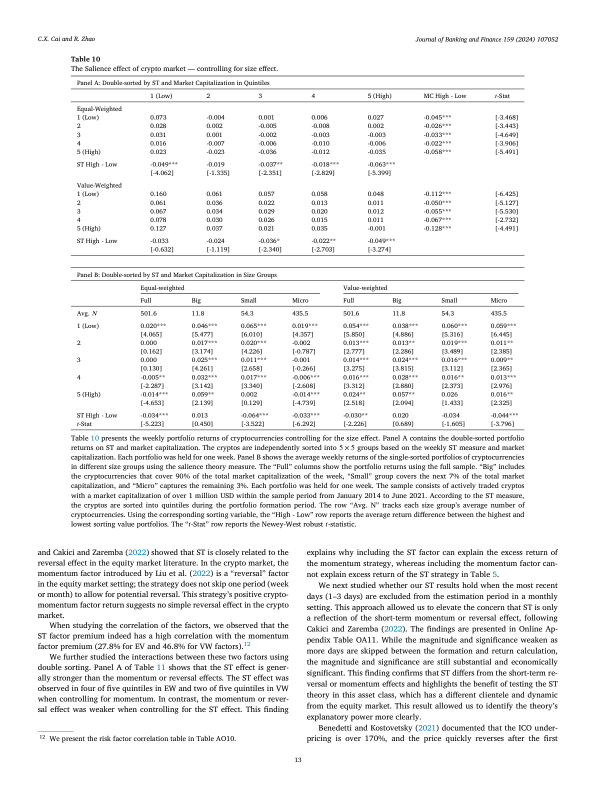 C.X. Cai and R. Zhao
Journal of Banking and Finance 159 (2024) 107052
Table 10
The Salience effect of crypto market — controlling for size effect.
Panel A: Double-sorted by ST and Market Capitalization in Quintiles
1 (Low) 2 3 4 5 (High) MC High - Low t-Stat
Equal-Weighted
1 (Low) 0.073 -0.004 0.001 0.006 0.027 -0.045*** [-3.468]
2 0.028 0.002 -0.005 -0.008 0.002 -0.026*** [-3.443]
3 0.031 0.001 -0.002 -0.003 -0.003 -0.033*** [-4.649]
4 0.016 -0.007 -0.006 -0.010 -0.006 -0.022*** [-3.906]
5 (High) 0.023 -0.023 -0.036 -0.012 -0.035 -0.058*** [-5.491]
ST High - Low -0.049*** -0.019 -0.037** -0.018*** -0.063***
[-4.062] [-1.335] [-2.351] [-2.829] [-5.399]
Value-Weighted
1 (Low) 0.160 0.061 0.057 0.058 0.048 -0.112*** [-6.425]
2 0.061 0.036 0.022 0.013 0.011 -0.050*** [-5.127]
3 0.067 0.034 0.029 0.020 0.012 -0.055*** [-5.530]
4 0.078 0.030 0.026 0.015 0.011 -0.067*** [-2.732]
5 (High) 0.127 0.037 0.021 0.035 -0.001 -0.128*** [-4.491]
ST High - Low -0.033 -0.024 -0.036* -0.022** -0.049***
[-0.632] [-1.119] [-2.340] [-2.703] [-3.274]
Panel B: Double-sorted by ST and Market Capitalization in Size Groups
Equal-weighted Value-weighted
Full Big Small Micro Full Big Small Micro
Avg. N 501.6 11.8 54.3 435.5 501.6 11.8 54.3 435.5
1 (Low) 0.020*** 0.046*** 0.065*** 0.019*** 0.054*** 0.038*** 0.060*** 0.059***
[4.065] [5.477] [6.010] [4.357] [5.850] [4.886] [5.316] [6.445]
2 0.000 0.017*** 0.020*** -0.002 0.013*** 0.013** 0.019*** 0.011**
[0.162] [3.174] [4.226] [-0.787] [2.777] [2.286] [3.489] [2.385]
3 0.000 0.025*** 0.011*** -0.001 0.014*** 0.024*** 0.016*** 0.009**
[0.130] [4.261] [2.658] [-0.266] [3.275] [3.815] [3.112] [2.365]
4 -0.005** 0.032*** 0.017*** -0.006*** 0.016*** 0.028*** 0.016** 0.013***
[-2.287] [3.142] [3.340] [-2.608] [3.312] [2.880] [2.373] [2.976]
5 (High) -0.014*** 0.059** 0.002 -0.014*** 0.024** 0.057** 0.026 0.016**
[-4.653] [2.139] [0.129] [-4.739] [2.518] [2.094] [1.433] [2.325]
ST High - Low -0.034*** 0.013 -0.064*** -0.033*** -0.030** 0.020 -0.034 -0.044***
t-Stat [-5.223] [0.450] [-3.522] [-6.292] [-2.226] [0.689] [-1.605] [-3.796]
Table 10 presents the weekly portfolio returns of cryptocurrencies controlling for the size effect. Panel A contains the double-sorted portfolio
returns on ST and market capitalization. The cryptos are independently sorted into 5×5 groups based on the weekly ST measure and market
capitalization. Each portfolio was held for one week. Panel B shows the average weekly returns of the single-sorted portfolios of cryptocurrencies
in different size groups using the salience theory measure. The “Full” columns show the portfolio returns using the full sample. “Big” includes
the cryptocurrencies that cover 90% of the total market capitalization of the week, “Small” group covers the next 7% of the total market
capitalization, and “Micro” captures the remaining 3%. Each portfolio was held for one week. The sample consists of actively traded cryptos
with a market capitalization of over 1 million USD within the sample period from January 2014 to June 2021. According to the ST measure,
the cryptos are sorted into quintiles during the portfolio formation period. The row “Avg. N” tracks each size group’s average number of
cryptocurrencies. Using the corresponding sorting variable, the “High - Low” row reports the average return difference between the highest and
lowest sorting value portfolios. The “t-Stat” row reports the Newey-West robust t-statistic.
and Cakici and Zaremba (2022) showed that ST is closely related to the
reversal effect in the equity market literature. In the crypto market, the
momentum factor introduced by Liu et al. (2022) is a “reversal” factor
in the equity market setting; the strategy does not skip one period (week
or month) to allow for potential reversal. This strategy’s positive crypto-
momentum factor return suggests no simple reversal effect in the crypto
market.
When studying the correlation of the factors, we observed that the
ST factor premium indeed has a high correlation with the momentum
factor premium (27.8% for EV and 46.8% for VW factors).12
We further studied the interactions between these two factors using
double sorting. Panel A of Table 11 shows that the ST effect is gener-
ally stronger than the momentum or reversal effects. The ST effect was
observed in four of five quintiles in EW and two of five quintiles in VW
when controlling for momentum. In contrast, the momentum or rever-
sal effect was weaker when controlling for the ST effect. This finding
12 We present the risk factor correlation table in Table AO10.
explains why including the ST factor can explain the excess return of
the momentum strategy, whereas including the momentum factor can-
not explain excess return of the ST strategy in Table 5.
We next studied whether our ST results hold when the most recent
days (1–3 days) are excluded from the estimation period in a monthly
setting. This approach allowed us to elevate the concern that ST is only
a reflection of the short-term momentum or reversal effect, following
Cakici and Zaremba (2022). The findings are presented in Online Ap-
pendix Table OA11. While the magnitude and significance weaken as
more days are skipped between the formation and return calculation,
the magnitude and significance are still substantial and economically
significant. This finding confirms that ST differs from the short-term re-
versal or momentum effects and highlights the benefit of testing the ST
theory in this asset class, which has a different clientele and dynamic
from the equity market. This result allowed us to identify the theory’s
explanatory power more clearly.
Benedetti and Kostovetsky (2021) documented that the ICO under-
pricing is over 170%, and the price quickly reverses after the first
13